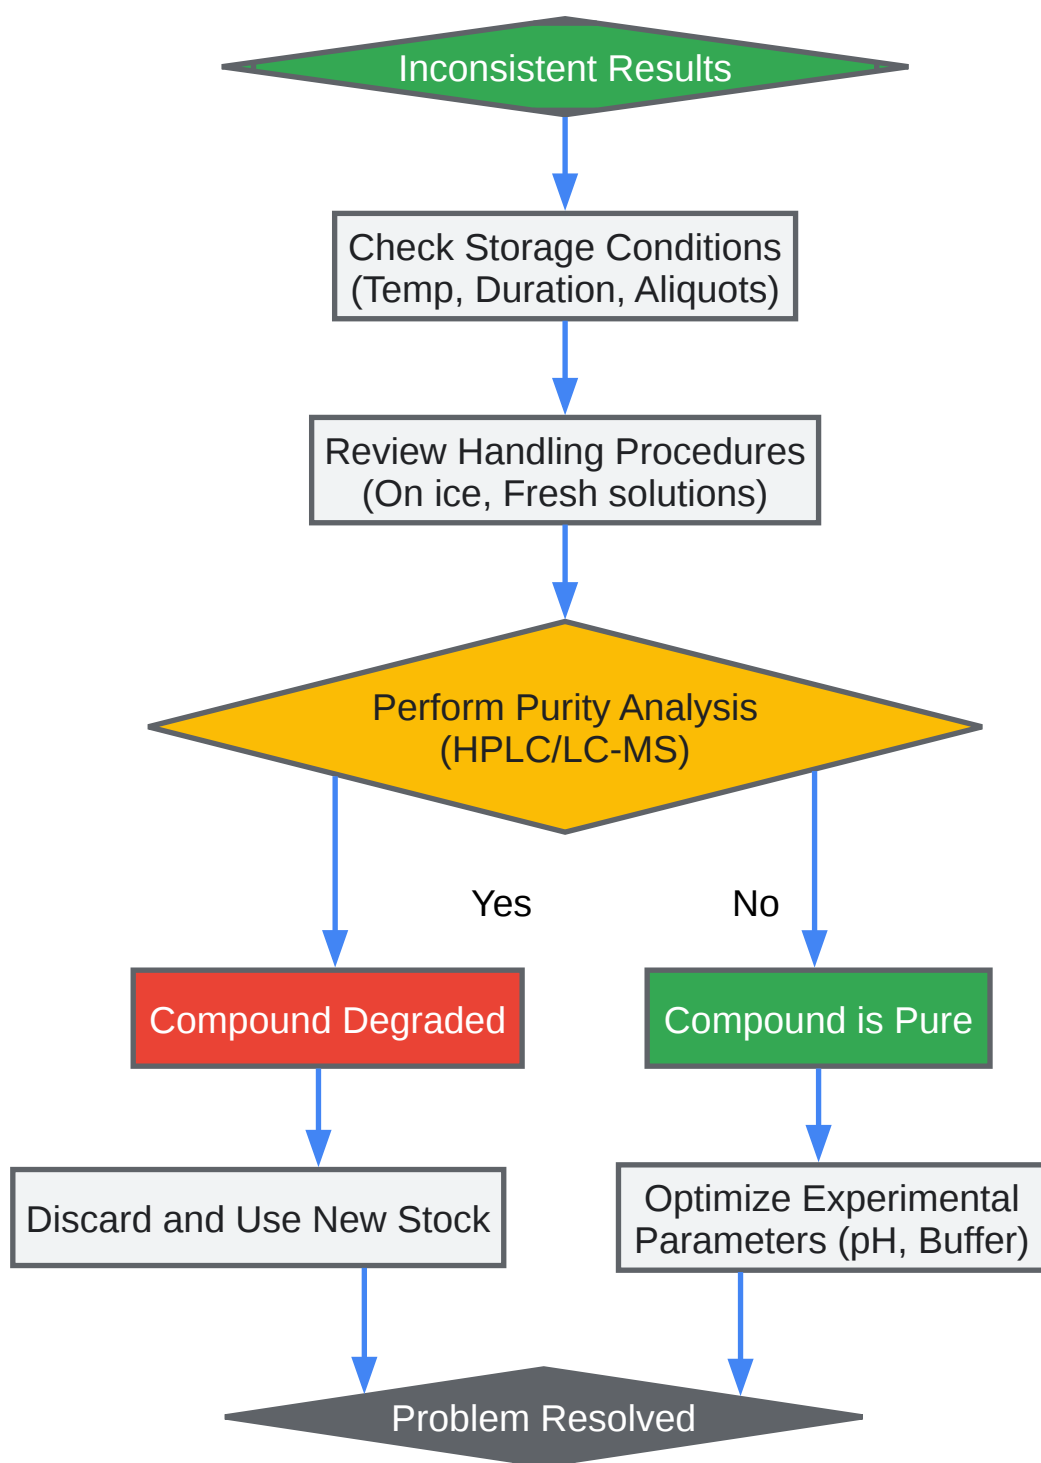 Inconsistent Results
Check Storage Conditions
(Temp, Duration, Aliquots)
Review Handling Procedures
(On ice, Fresh solutions)
Perform Purity Analysis
(HPLC/LC-MS)
Yes
No
Compound Degraded
Compound is Pure
Discard and Use New Stock
Optimize Experimental
Parameters (pH, Buffer)
Problem Resolved